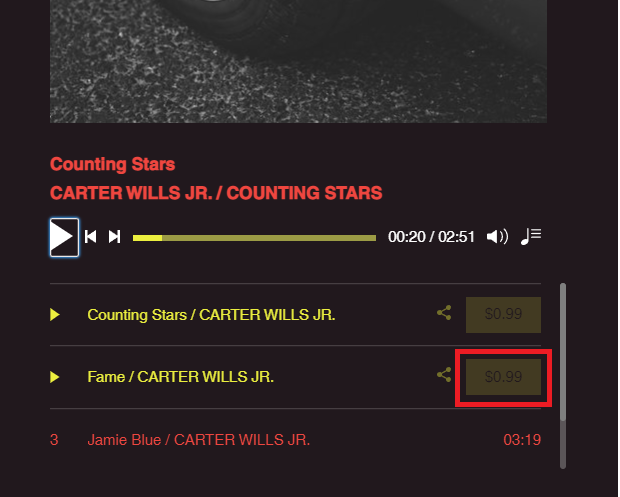 Counting Stars
CARTER WILLS JR. / COUNTING STARS
00:20 / 02:51
Counting Stars / CARTER WILLS JR. $0.99
Fame / CARTER WILLS JR. $0.99
3 Jamie Blue / CARTER WILLS JR. 03:19